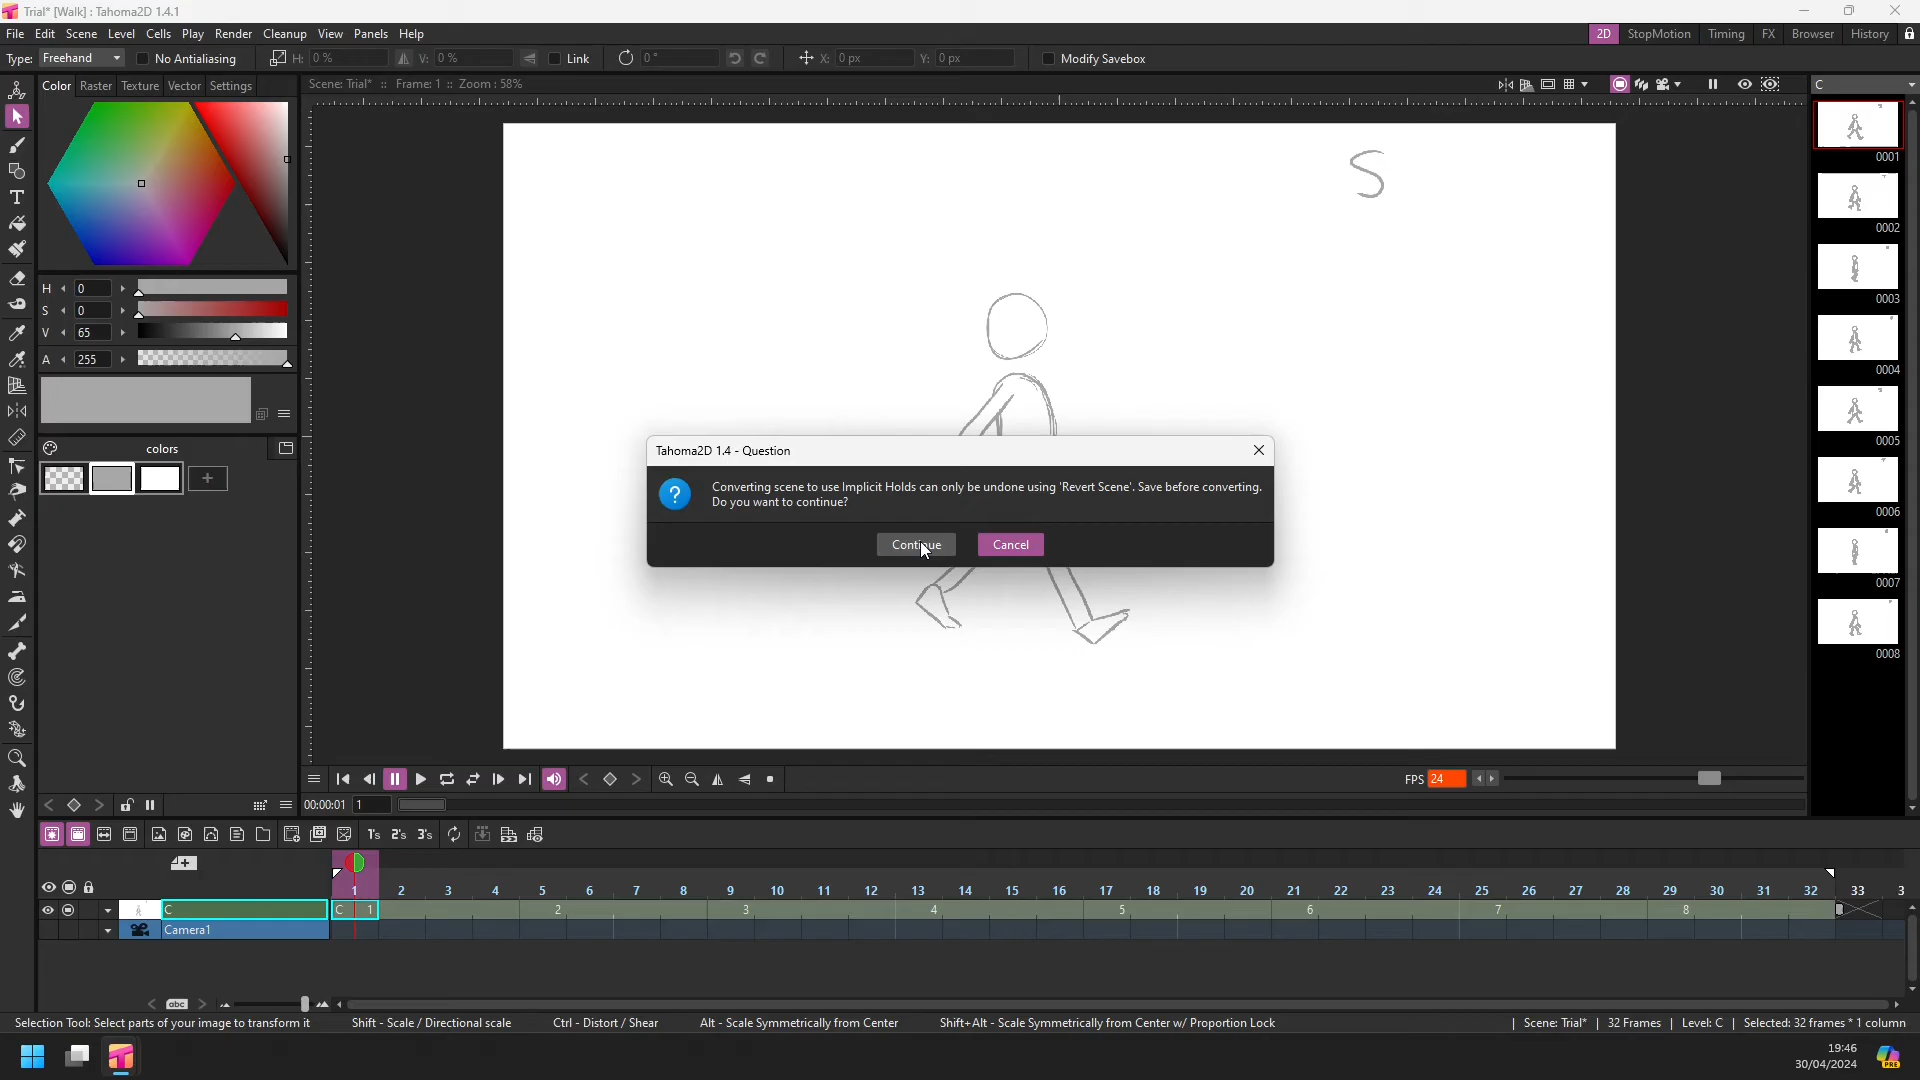 Trial* [Walk] : Tahoma2D 1.4.1
File Edit Scene Level Cells Play Render Cleanup View Panels Help
2D StopMotion Timing FX Browser History
Type: Freehand No Antialiasing H: 0 % V: 0 % Link 0 ° X: 0 px Y: 0 px Modify Savebox
Color Raster Texture Vector Settings
Scene: Trial* :: Frame: 1 :: Zoom : 58%
C
S
H 0
S 0
V 65
A 255
colors
+
0001
0002
0003
0004
0005
0006
0007
0008
Tahoma2D 1.4 - Question
Converting scene to use Implicit Holds can only be undone using 'Revert Scene'. Save before converting.
Do you want to continue?
Continue Cancel
FPS 24
00:00:01 1
1's 2's 3's
1 2 3 4 5 6 7 8 9 10 11 12 13 14 15 16 17 18 19 20 21 22 23 24 25 26 27 28 29 30 31 32 33 3
C C 1 2 3 4 5 6 7 8
Camera1
abc
Selection Tool: Select parts of your image to transform it Shift - Scale / Directional scale Ctrl - Distort / Shear Alt - Scale Symmetrically from Center Shift+Alt - Scale Symmetrically from Center w/ Proportion Lock | Scene: Trial* | 32 Frames | Level: C | Selected: 32 frames * 1 column
19:46
30/04/2024
PRE